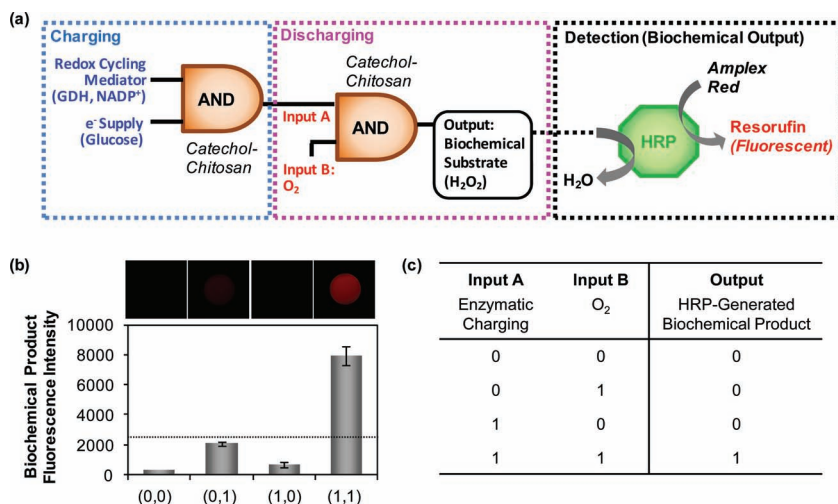 (a)
Charging
Discharging
Detection (Biochemical Output)
Redox Cycling
Mediator
(GDH, NADP⁺)
e⁻ Supply
(Glucose)
AND
Catechol-
Chitosan
Input A
Input B:
O₂
Catechol-
Chitosan
AND
Output:
Biochemical
Substrate
(H₂O₂)
Amplex
Red
HRP
Resorufin
(Fluorescent)
H₂O
(b)
Biochemical Product
Fluorescence Intensity
10000
8000
6000
4000
2000
0
(0,0) (0,1) (1,0) (1,1)
(c)
Input A Input B Output
Enzymatic O₂ HRP-Generated
Charging Biochemical Product
0 0 0
0 1 0
1 0 0
1 1 1